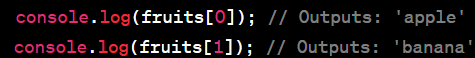 console.log(fruits[0]); // Outputs: 'apple'
console.log(fruits[1]); // Outputs: 'banana'